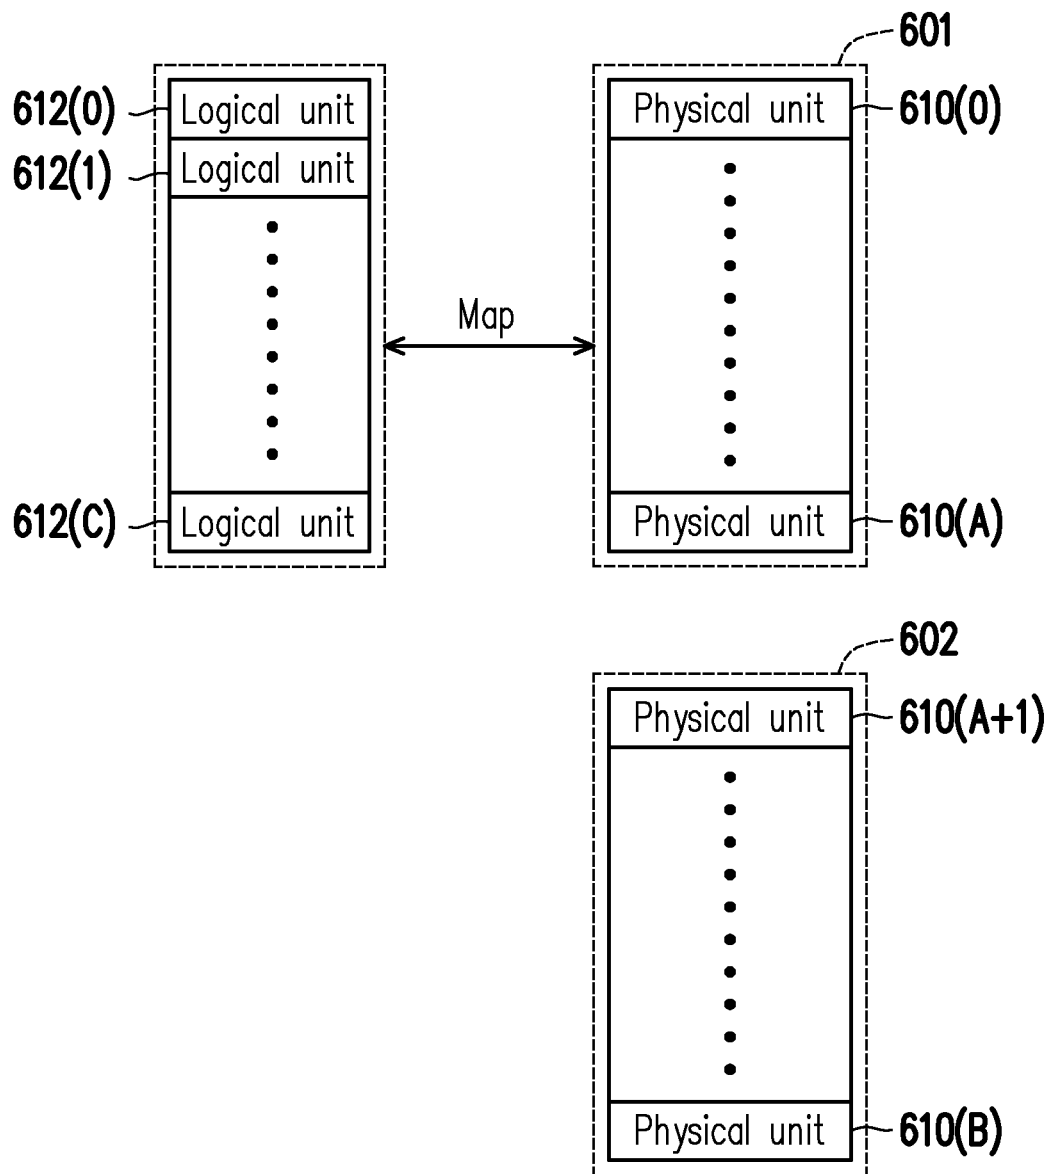 601
612(0) Logical unit Physical unit 610(0)
612(1) Logical unit
Map
612(C) Logical unit Physical unit 610(A)
602
Physical unit 610(A+1)
Physical unit 610(B)